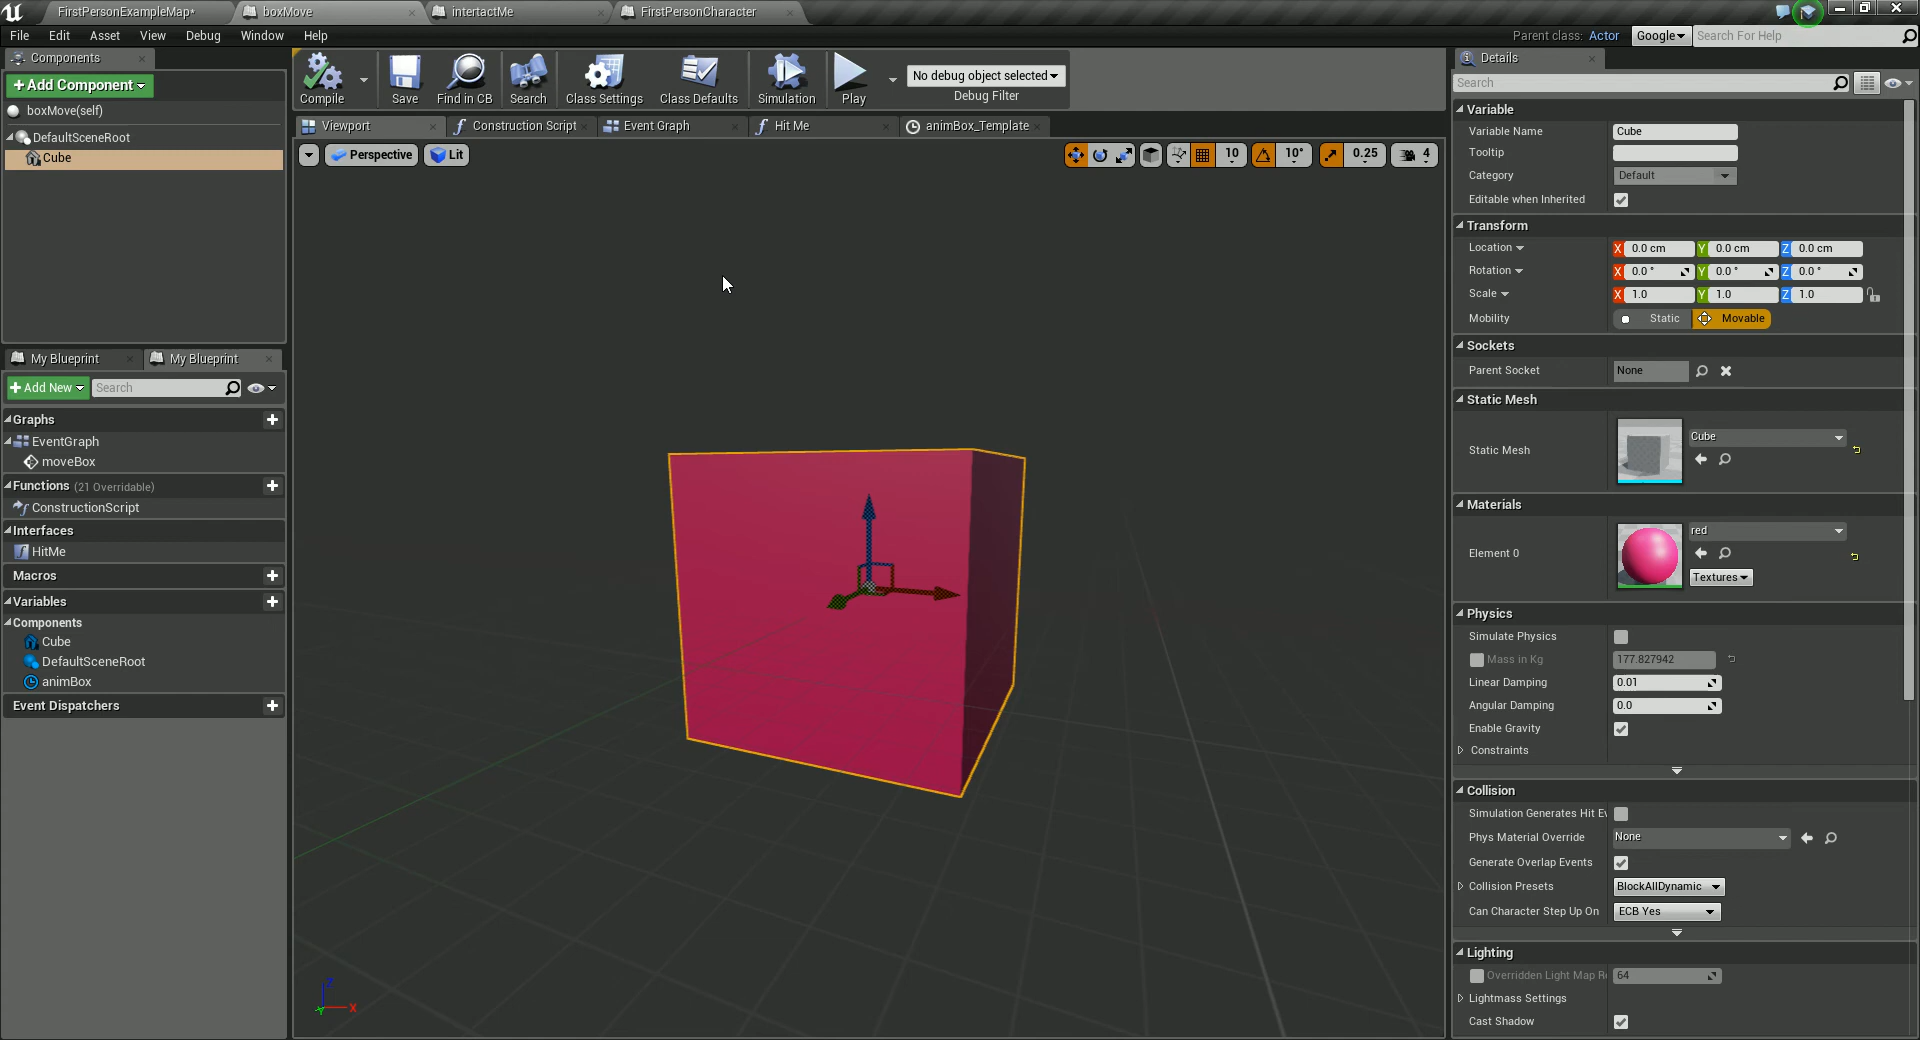 FirstPersonExampleMap*
boxMove
intertactMe
FirstPersonCharacter
File Edit Asset View Debug Window Help
Parent class: Actor
Google
Search For Help
Components
+Add Component
boxMove(self)
DefaultSceneRoot
Cube
My Blueprint
My Blueprint
+Add New
Search
Graphs
EventGraph
moveBox
Functions (21 Overridable)
ConstructionScript
Interfaces
HitMe
Macros
Variables
Components
Cube
DefaultSceneRoot
animBox
Event Dispatchers
Compile
Save
Find in CB
Search
Class Settings
Class Defaults
Simulation
Play
No debug object selected
Debug Filter
Viewport
Construction Script
Event Graph
Hit Me
animBox_Template
Perspective
Lit
10
10°
0.25
4
Z
X
Y
Details
Search
Variable
Variable Name Cube
Tooltip
Category Default
Editable when Inherited
Transform
Location X 0.0 cm Y 0.0 cm Z 0.0 cm
Rotation X 0.0 ° Y 0.0 ° Z 0.0 °
Scale X 1.0 Y 1.0 Z 1.0
Mobility Static Movable
Sockets
Parent Socket None
Static Mesh
Static Mesh Cube
Materials
Element 0 red
Textures
Physics
Simulate Physics
Mass in Kg 177.827942
Linear Damping 0.01
Angular Damping 0.0
Enable Gravity
Constraints
Collision
Simulation Generates Hit Ev
Phys Material Override None
Generate Overlap Events
Collision Presets BlockAllDynamic
Can Character Step Up On ECB Yes
Lighting
Overridden Light Map Re 64
Lightmass Settings
Cast Shadow